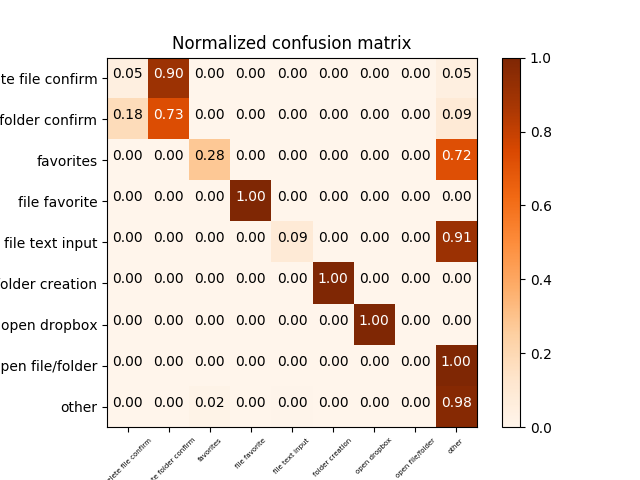 Normalized confusion matrix
te file confirm 0.05 0.90 0.00 0.00 0.00 0.00 0.00 0.00 0.05
folder confirm 0.18 0.73 0.00 0.00 0.00 0.00 0.00 0.00 0.09
favorites 0.00 0.00 0.28 0.00 0.00 0.00 0.00 0.00 0.72
file favorite 0.00 0.00 0.00 1.00 0.00 0.00 0.00 0.00 0.00
file text input 0.00 0.00 0.00 0.00 0.09 0.00 0.00 0.00 0.91
older creation 0.00 0.00 0.00 0.00 0.00 1.00 0.00 0.00 0.00
open dropbox 0.00 0.00 0.00 0.00 0.00 0.00 1.00 0.00 0.00
pen file/folder 0.00 0.00 0.00 0.00 0.00 0.00 0.00 0.00 1.00
other 0.00 0.00 0.02 0.00 0.00 0.00 0.00 0.00 0.98
lete file confirm
te folder confirm
favorites
file favorite
file text input
folder creation
open dropbox
open file/folder
other
1.0
0.8
0.6
0.4
0.2
0.0